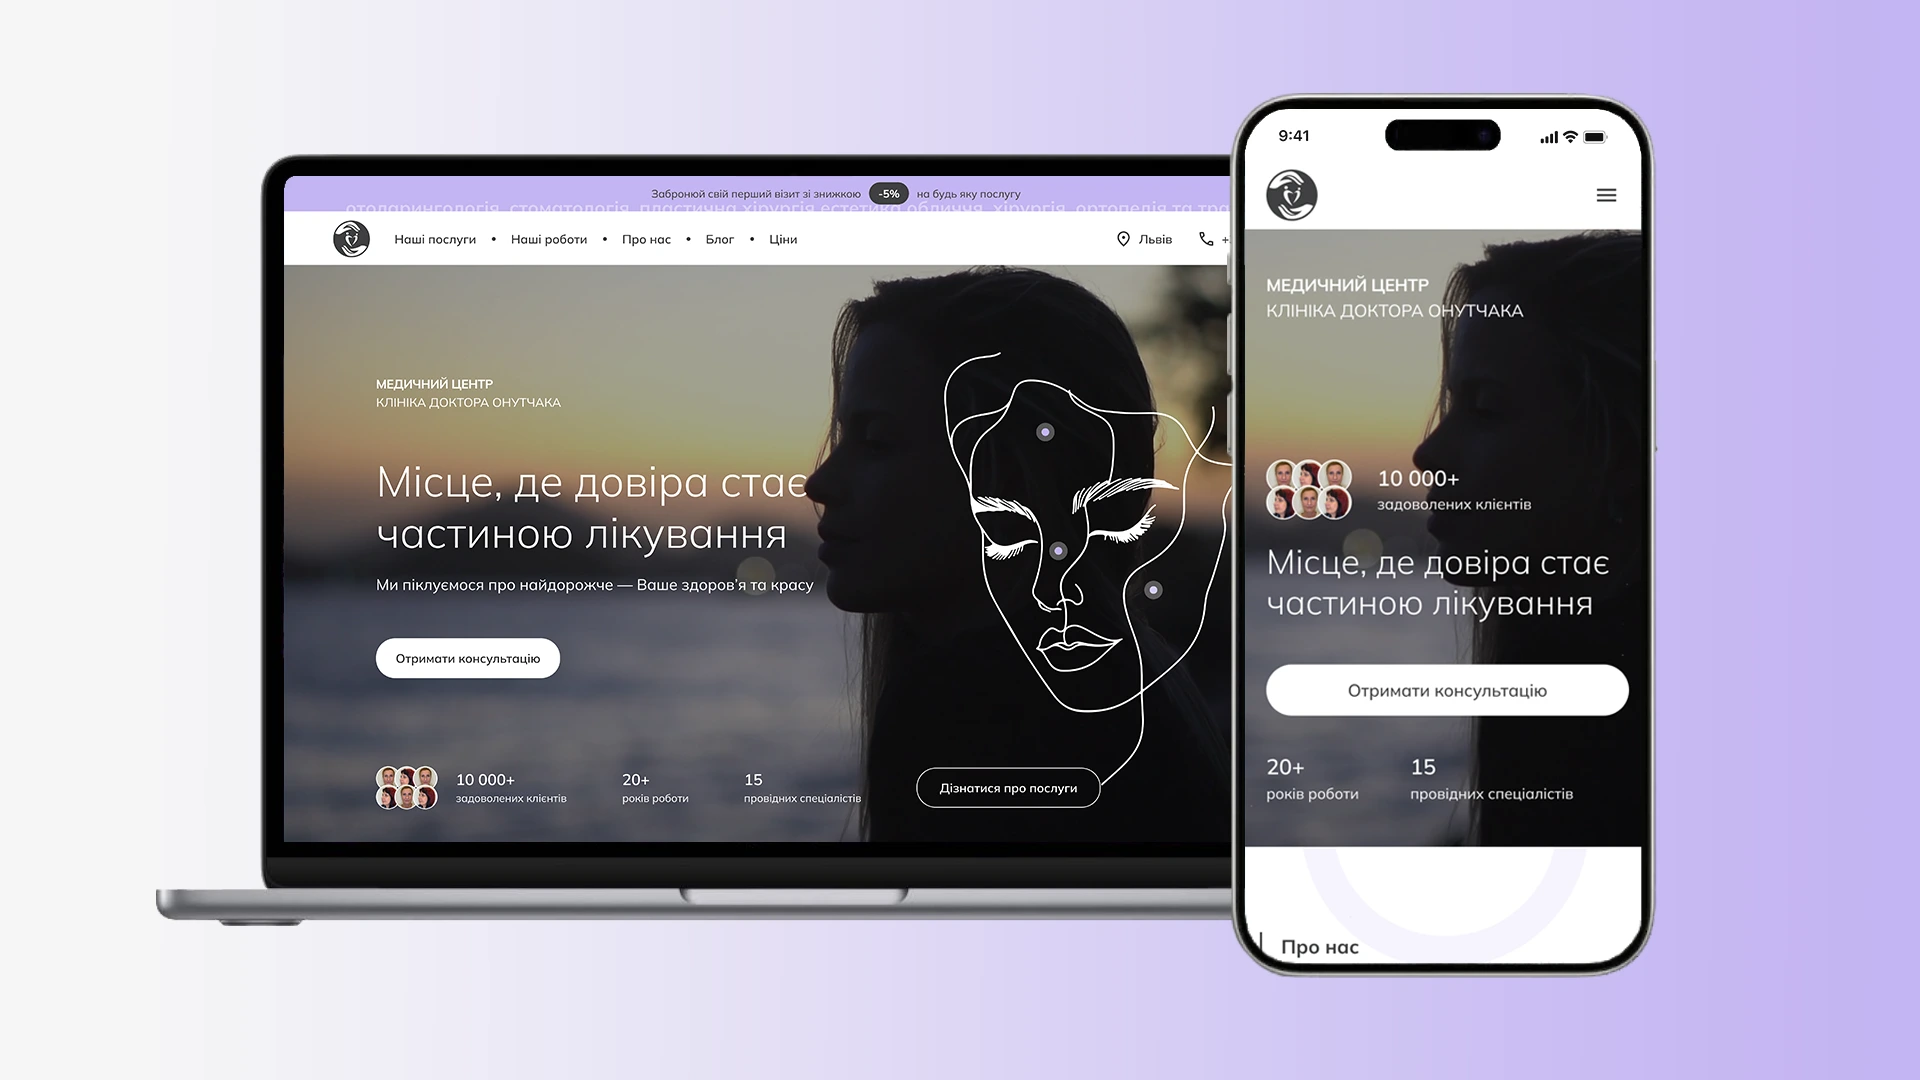 Забронюй свій перший візит зі знижкою -5% на будь яку послугу
отоларингологія, стоматологія, пластична хірургія естетика обличчя, хірургія, ортопедія та
Наші послуги • Наші роботи • Про нас • Блог • Ціни
Львів
МЕДИЧНИЙ ЦЕНТР
КЛІНІКА ДОКТОРА ОНУТЧАКА
Місце, де довіра стає
частиною лікування
Ми піклуємося про найдорожче — Ваше здоров’я та красу
Отримати консультацію
10 000+
задоволених клієнтів
20+
років роботи
15
провідних спеціалістів
Дізнатися про послуги
9:41
МЕДИЧНИЙ ЦЕНТР
КЛІНІКА ДОКТОРА ОНУТЧАКА
10 000+
задоволених клієнтів
Місце, де довіра стає
частиною лікування
Отримати консультацію
20+
років роботи
15
провідних спеціалістів
Про нас